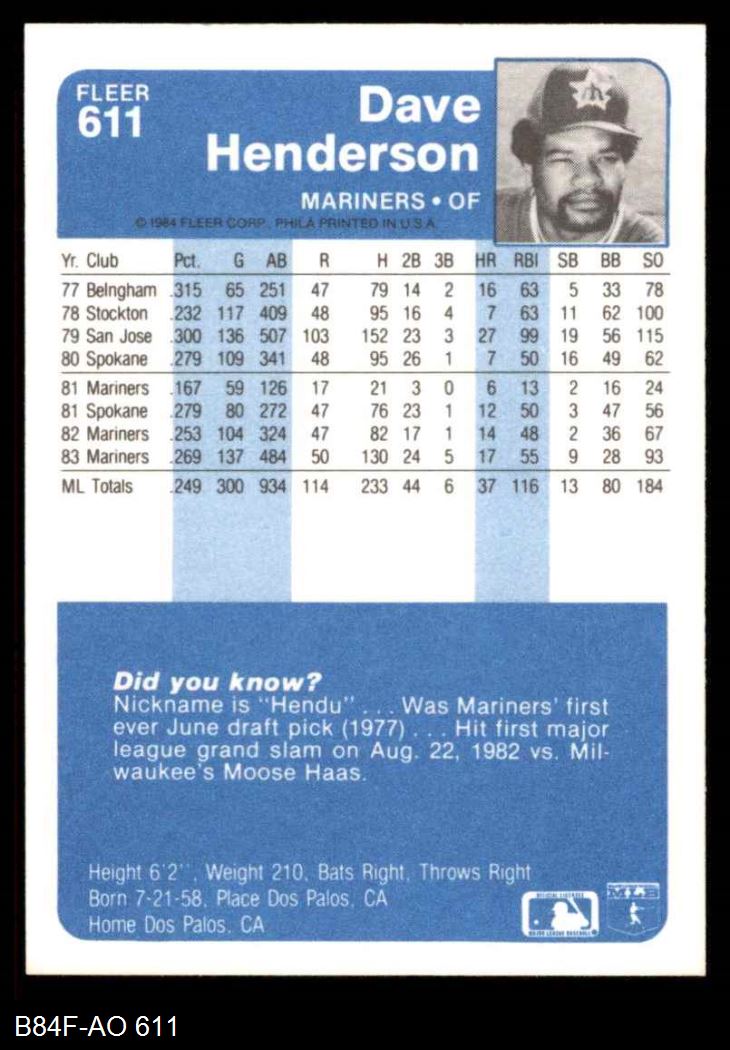 FLEER
611
Dave
Henderson
MARINERS • OF
© 1984 FLEER CORP. PHILA PRINTED IN U.S.A.
Yr. Club Pct. G AB R H 2B 3B HR RBI SB BB SO
77 Belngham .315 65 251 47 79 14 2 16 63 5 33 78
78 Stockton .232 117 409 48 95 16 4 7 63 11 62 100
79 San Jose .300 136 507 103 152 23 3 27 99 19 56 115
80 Spokane .279 109 341 48 95 26 1 7 50 16 49 62
81 Mariners .167 59 126 17 21 3 0 6 13 2 16 24
81 Spokane .279 80 272 47 76 23 1 12 50 3 47 56
82 Mariners .253 104 324 47 82 17 1 14 48 2 36 67
83 Mariners .269 137 484 50 130 24 5 17 55 9 28 93
ML Totals .249 300 934 114 233 44 6 37 116 13 80 184
Did you know?
Nickname is "Hendu" . . . Was Mariners' first
ever June draft pick (1977) . . . Hit first major
league grand slam on Aug. 22, 1982 vs. Mil-
waukee's Moose Haas.
Height 6'2'', Weight 210, Bats Right, Throws Right
Born 7-21-58, Place Dos Palos, CA
Home Dos Palos, CA
OFFICIAL LICENSEE
MAJOR LEAGUE BASEBALL
B84F-AO 611